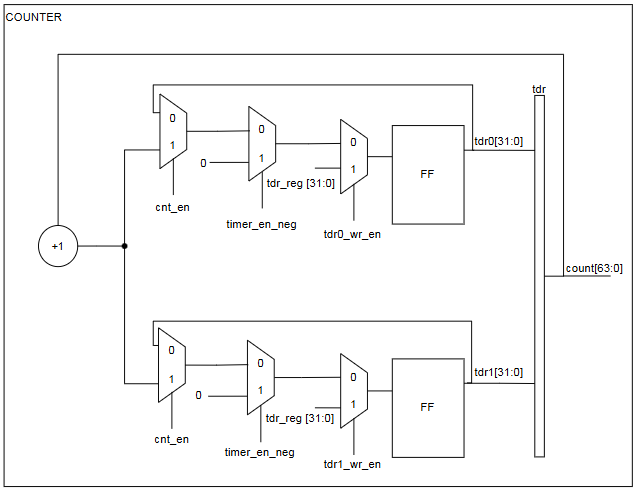 COUNTER
tdr
0
1
0
1
0
0
1
tdr_reg [31:0]
FF
tdr0[31:0]
cnt_en
timer_en_neg
tdr0_wr_en
+1
count[63:0]
0
1
0
1
0
0
1
tdr_reg [31:0]
FF
tdr1[31:0]
cnt_en
timer_en_neg
tdr1_wr_en